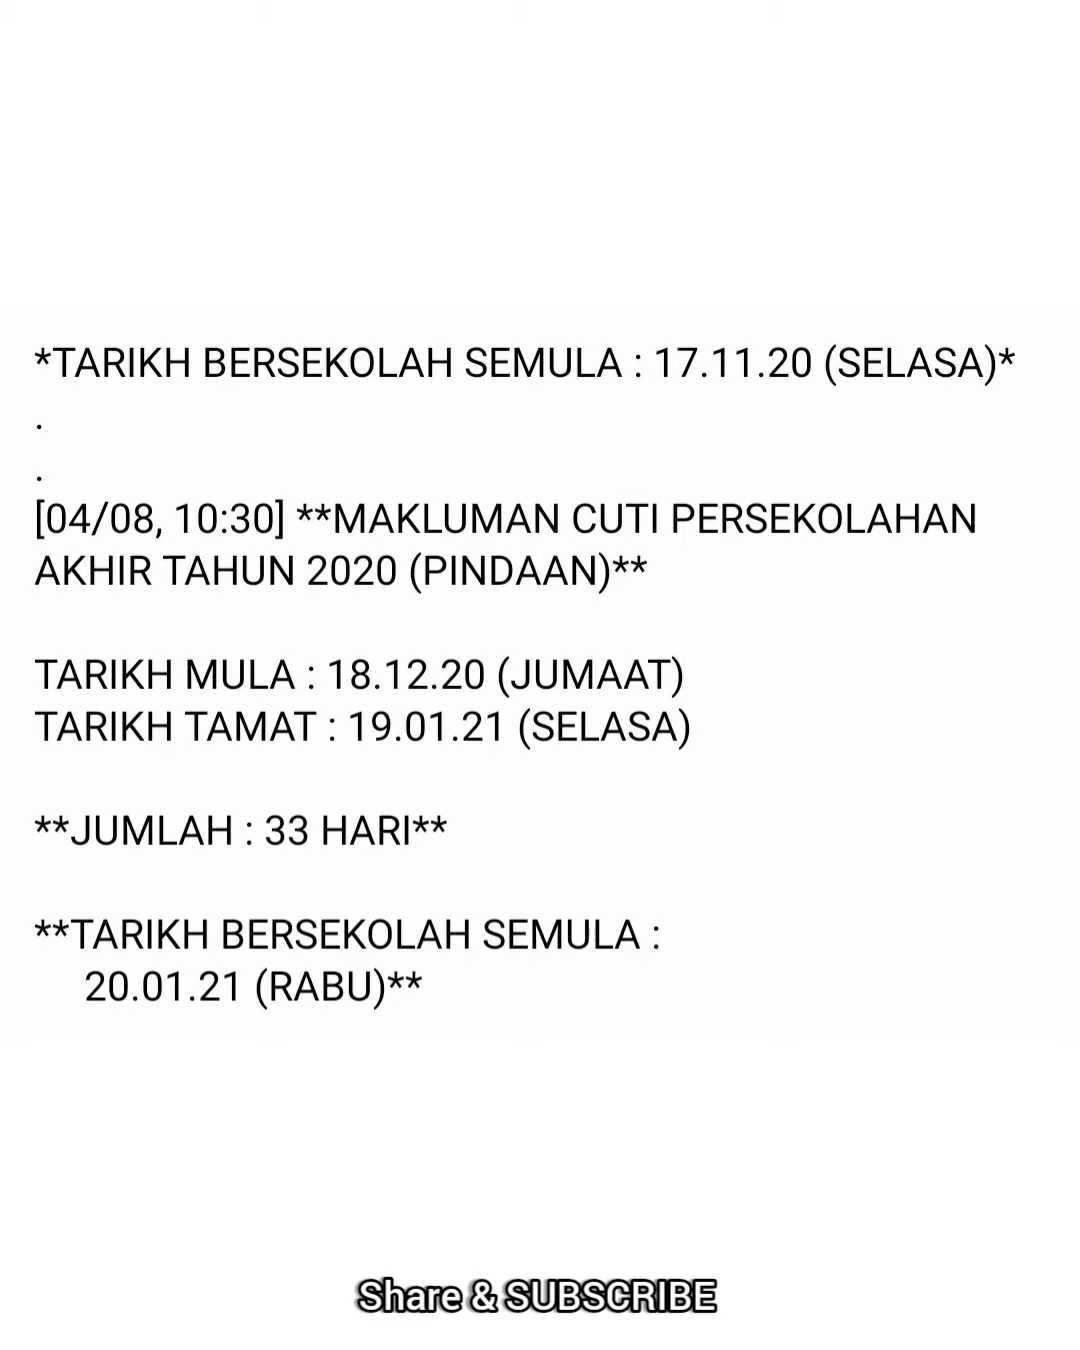 *TARIKH BERSEKOLAH SEMULA : 17.11.20 (SELASA)*
.
.
[04/08, 10:30] **MAKLUMAN CUTI PERSEKOLAHAN
AKHIR TAHUN 2020 (PINDAAN)**
TARIKH MULA : 18.12.20 (JUMAAT)
TARIKH TAMAT : 19.01.21 (SELASA)
**JUMLAH : 33 HARI**
**TARIKH BERSEKOLAH SEMULA :
20.01.21 (RABU)**
Share & SUBSCRIBE